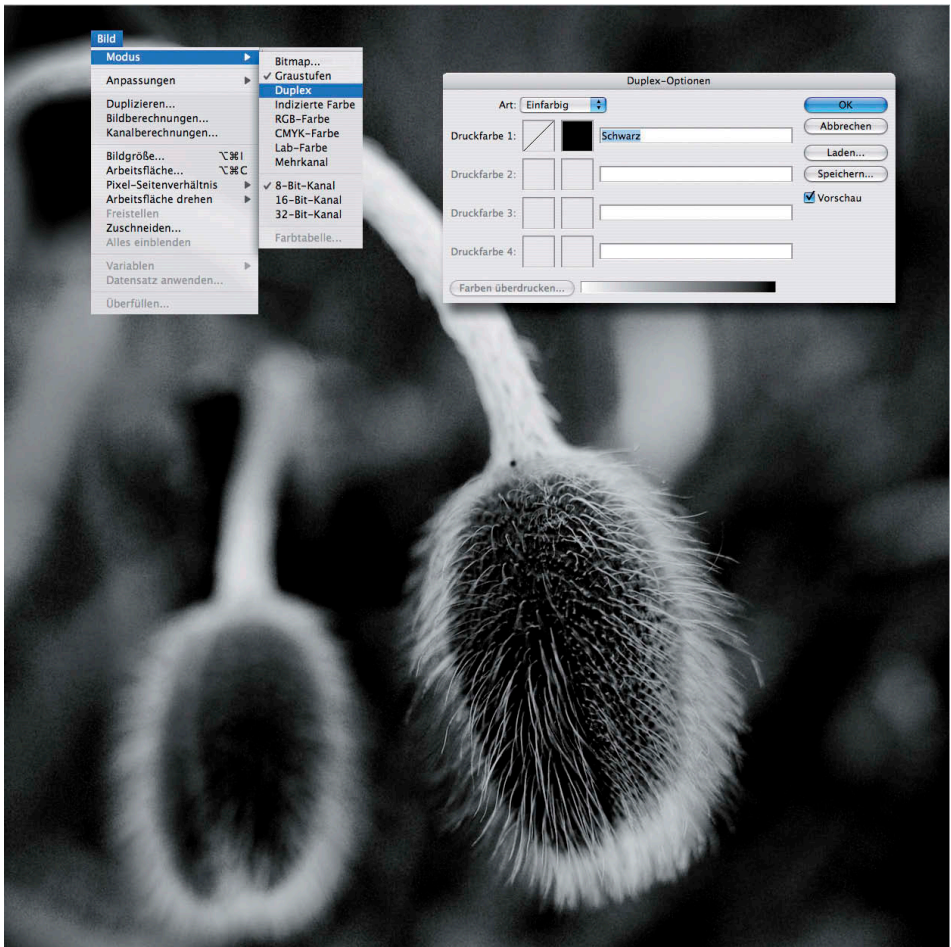 Bild
Modus
Anpassungen
Duplizieren...
Bildberechnungen...
Kanalberechnungen...
Bildgröße... ⌥⌘I
Arbeitsfläche... ⌥⌘C
Pixel-Seitenverhältnis
Arbeitsfläche drehen
Freistellen
Zuschneiden...
Alles einblenden
Variablen
Datensatz anwenden...
Überfüllen...
Bitmap...
✓ Graustufen
Duplex
Indizierte Farbe
RGB-Farbe
CMYK-Farbe
Lab-Farbe
Mehrkanal
✓ 8-Bit-Kanal
16-Bit-Kanal
32-Bit-Kanal
Farbtabelle...
Duplex-Optionen
Art: Einfarbig
Druckfarbe 1: Schwarz
Druckfarbe 2:
Druckfarbe 3:
Druckfarbe 4:
Farben überdrucken...
OK
Abbrechen
Laden...
Speichern...
Vorschau